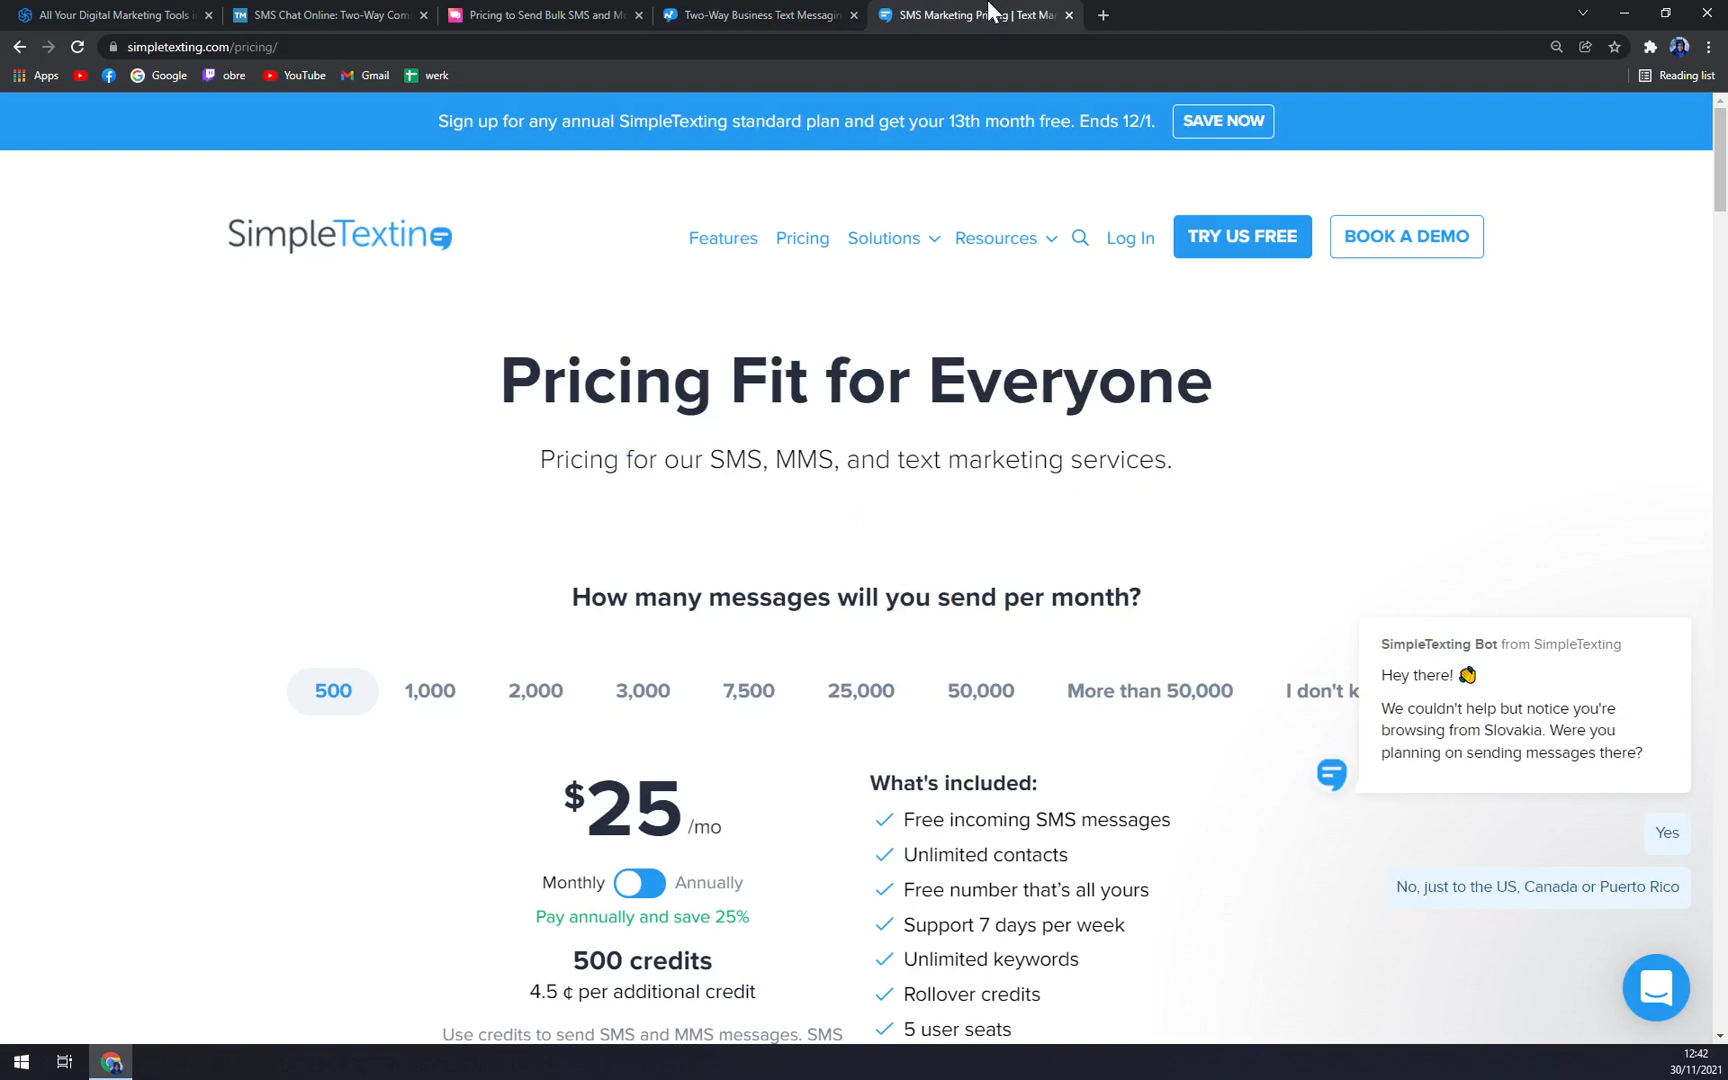 All Your Digital Marketing Tools i
SMS Chat Online: Two-Way Com
Pricing to Send Bulk SMS and M
Two-Way Business Text Messagin
SMS Marketing Pricing | Text Ma
simpletexting.com/pricing/
Apps
Google
obre
YouTube
Gmail
werk
Reading list
Sign up for any annual SimpleTexting standard plan and get your 13th month free. Ends 12/1.
SAVE NOW
SimpleTexting
Features
Pricing
Solutions
Resources
Log In
TRY US FREE
BOOK A DEMO
Pricing Fit for Everyone
Pricing for our SMS, MMS, and text marketing services.
How many messages will you send per month?
500
1,000
2,000
3,000
7,500
25,000
50,000
More than 50,000
I don't k
$25 /mo
Monthly
Annually
Pay annually and save 25%
500 credits
4.5 ¢ per additional credit
Use credits to send SMS and MMS messages. SMS
What's included:
Free incoming SMS messages
Unlimited contacts
Free number that's all yours
Support 7 days per week
Unlimited keywords
Rollover credits
5 user seats
SimpleTexting Bot from SimpleTexting
Hey there!
We couldn't help but notice you're
browsing from Slovakia. Were you
planning on sending messages there?
Yes
No, just to the US, Canada or Puerto Rico
12:42
30/11/2021